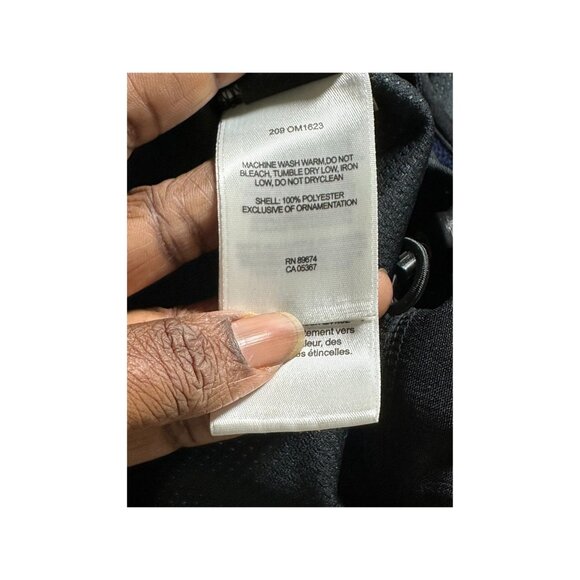 209 OM1623
MACHINE WASH WARM,DO NOT
BLEACH, TUMBLE DRY LOW, IRON
LOW, DO NOT DRYCLEAN
SHELL: 100% POLYESTER
EXCLUSIVE OF ORNAMENTATION
RN 89674
CA 05367
tement vers
leur, des
s étincelles.